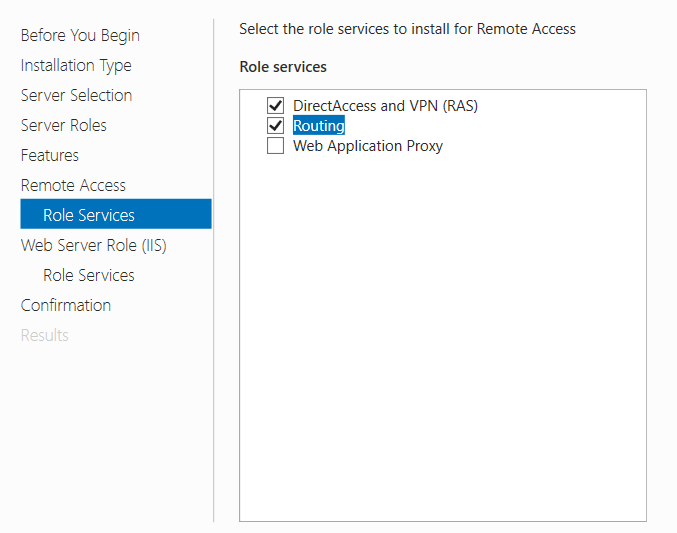 Before You Begin
Installation Type
Server Selection
Server Roles
Features
Remote Access
Role Services
Web Server Role (IIS)
Role Services
Confirmation
Results
Select the role services to install for Remote Access
Role services
DirectAccess and VPN (RAS)
Routing
Web Application Proxy